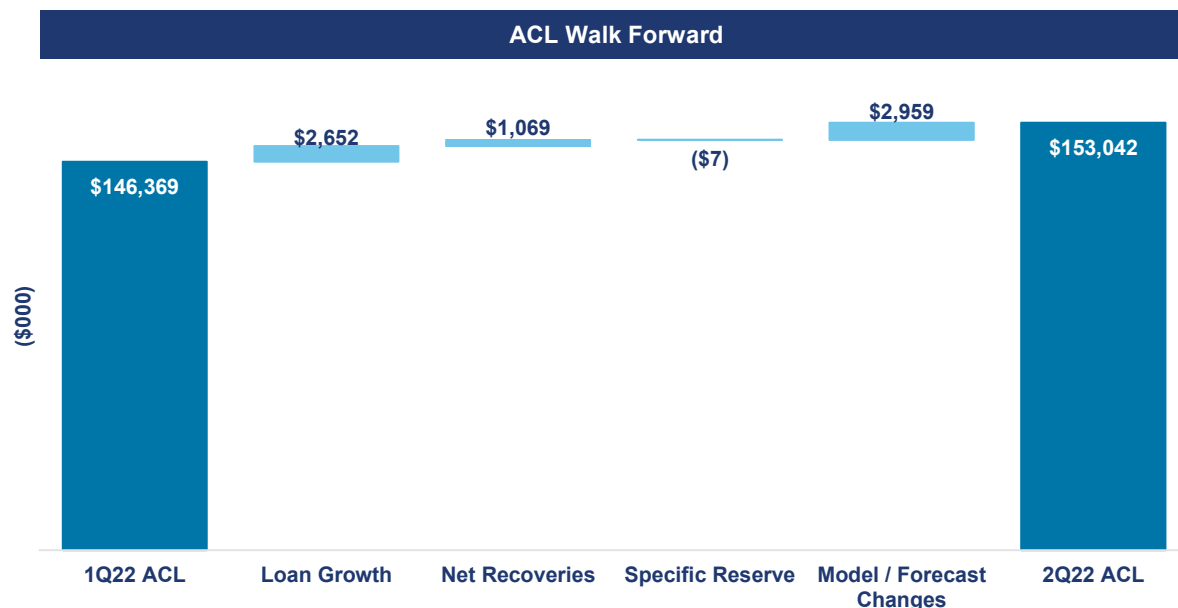 ACL Walk Forward
$2,652
$1,069
($7)
$2,959
$146,369
$153,042
($000)
1Q22 ACL
Loan Growth
Net Recoveries
Specific Reserve
Model / Forecast
Changes
2Q22 ACL